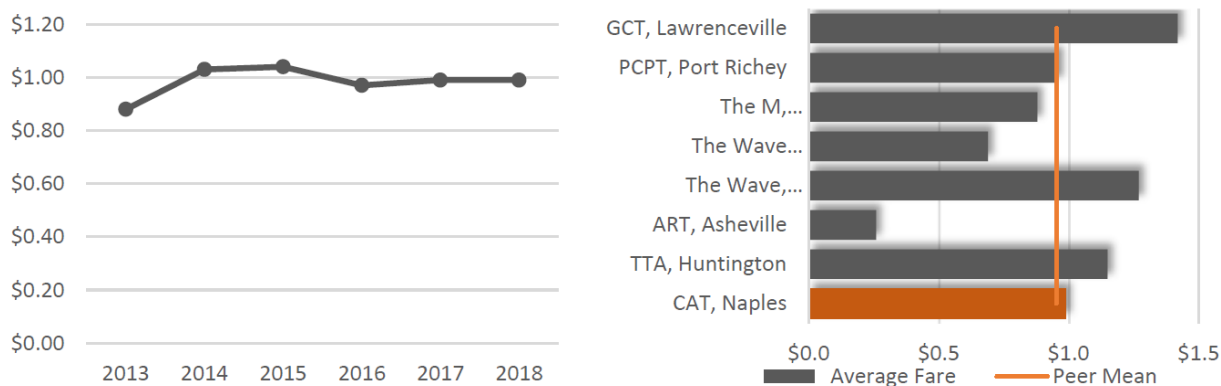 $1.20
$1.00
$0.80
$0.60
$0.40
$0.20
$0.00
2013 2014 2015 2016 2017 2018
GCT, Lawrenceville
PCPT, Port Richey
The M,...
The Wave...
The Wave,...
ART, Asheville
TTA, Huntington
CAT, Naples
$0.0 $0.5 $1.0 $1.5
Average Fare Peer Mean